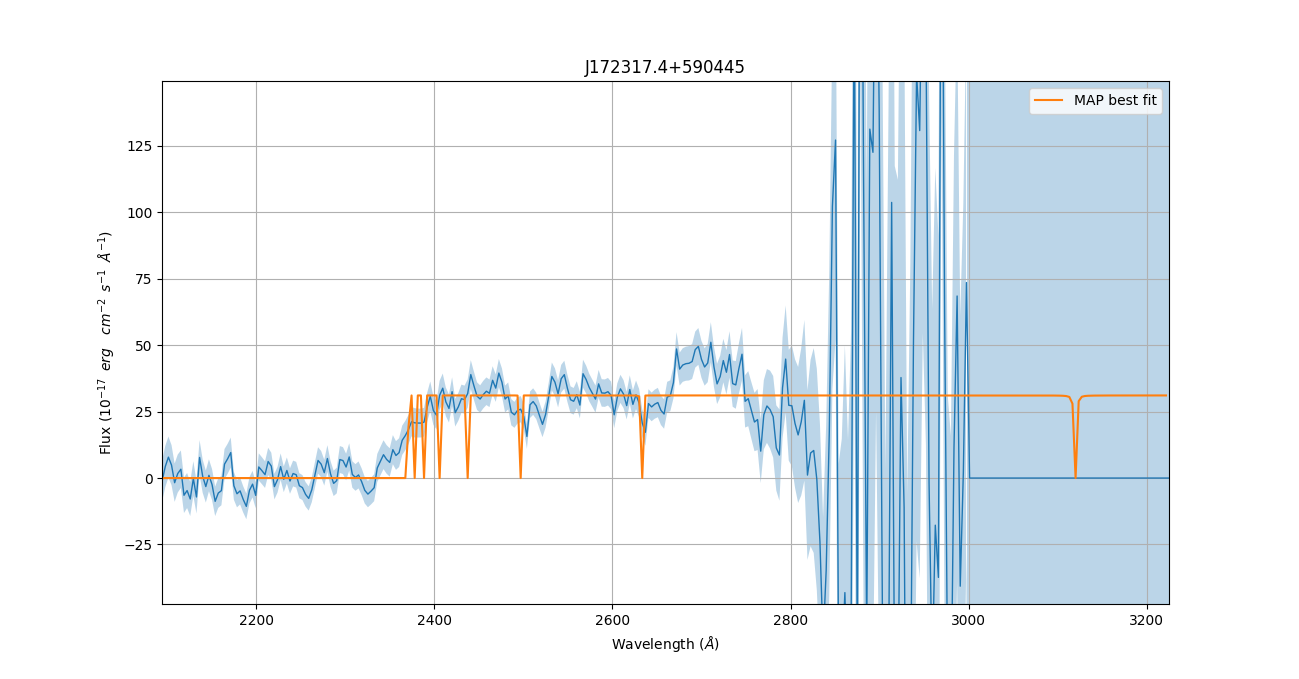 J172317.4+590445
MAP best fit
Flux (10⁻¹⁷ erg cm⁻² s⁻¹ Å⁻¹)
125
100
75
50
25
0
−25
2200 2400 2600 2800 3000 3200
Wavelength (Å)